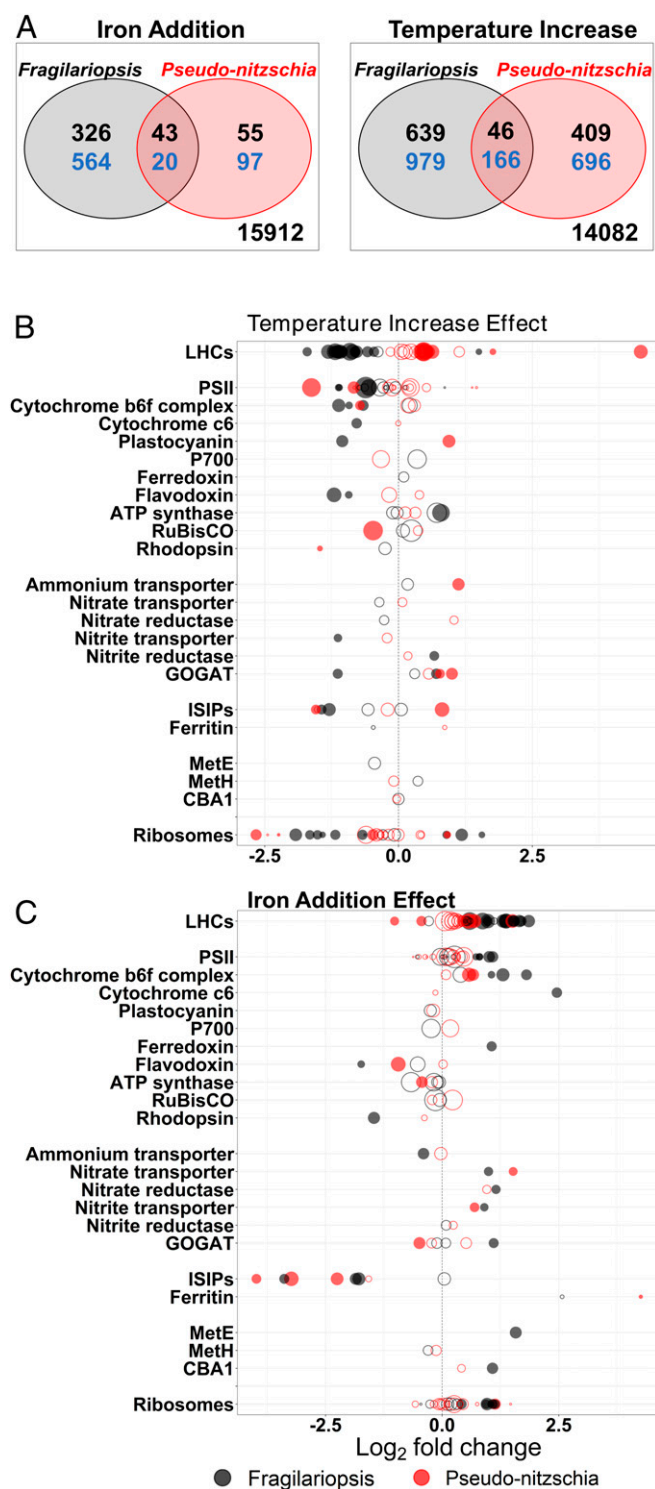 A
Iron Addition
Temperature Increase
Fragilariopsis Pseudo-nitzschia
326 43 55
564 20 97
15912
Fragilariopsis Pseudo-nitzschia
639 46 409
979 166 696
14082
B
Temperature Increase Effect
LHCs
PSII
Cytochrome b6f complex
Cytochrome c6
Plastocyanin
P700
Ferredoxin
Flavodoxin
ATP synthase
RuBisCO
Rhodopsin
Ammonium transporter
Nitrate transporter
Nitrate reductase
Nitrite transporter
Nitrite reductase
GOGAT
ISIPs
Ferritin
MetE
MetH
CBA1
Ribosomes
-2.5 0.0 2.5
C
Iron Addition Effect
LHCs
PSII
Cytochrome b6f complex
Cytochrome c6
Plastocyanin
P700
Ferredoxin
Flavodoxin
ATP synthase
RuBisCO
Rhodopsin
Ammonium transporter
Nitrate transporter
Nitrate reductase
Nitrite transporter
Nitrite reductase
GOGAT
ISIPs
Ferritin
MetE
MetH
CBA1
Ribosomes
-2.5 0.0 2.5
Log2 fold change
Fragilariopsis Pseudo-nitzschia